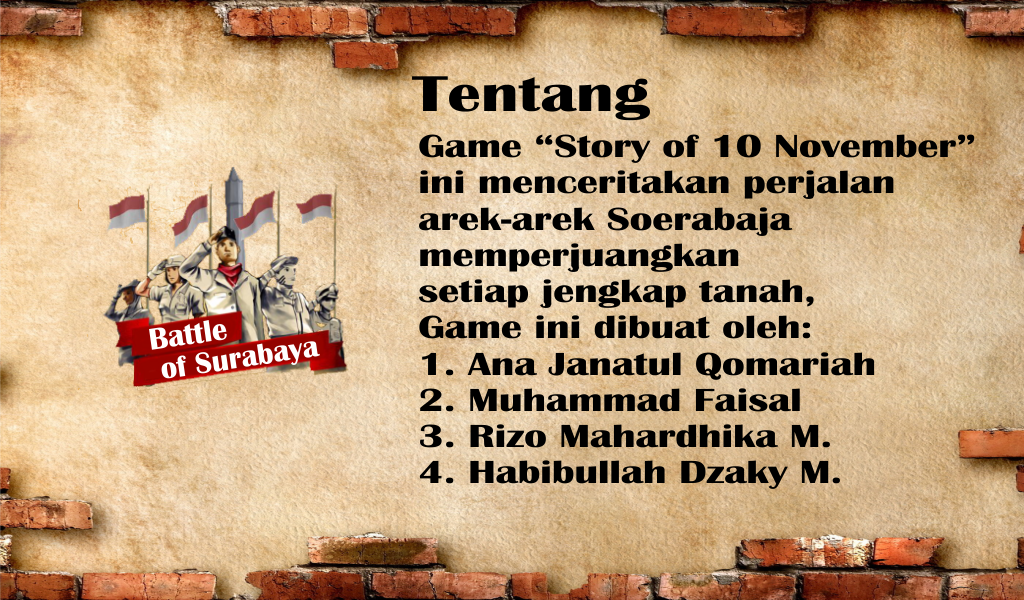 Tentang
Game “Story of 10 November”
ini menceritakan perjalan
arek-arek Soerabaja
memperjuangkan
setiap jengkap tanah,
Game ini dibuat oleh:
1. Ana Janatul Qomariah
2. Muhammad Faisal
3. Rizo Mahardhika M.
4. Habibullah Dzaky M.
Battle
of Surabaya